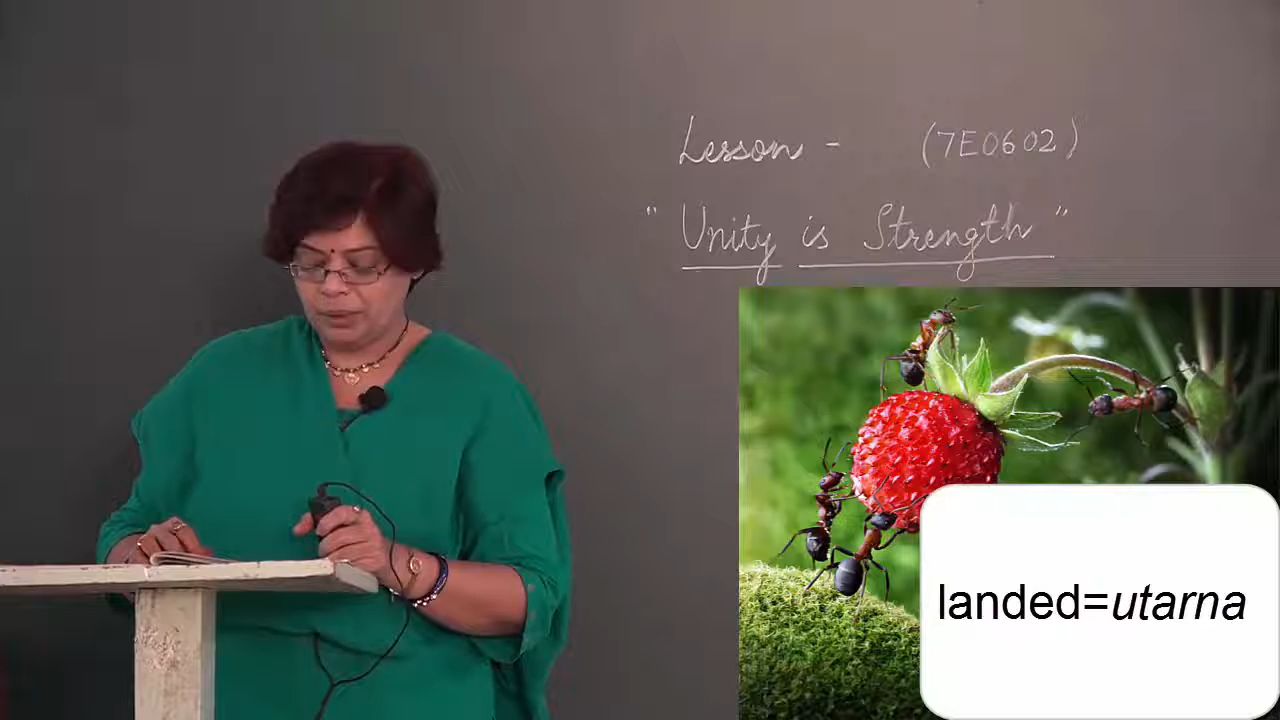 Lesson - (7E0602)
"Unity is Strength"
landed=utarna